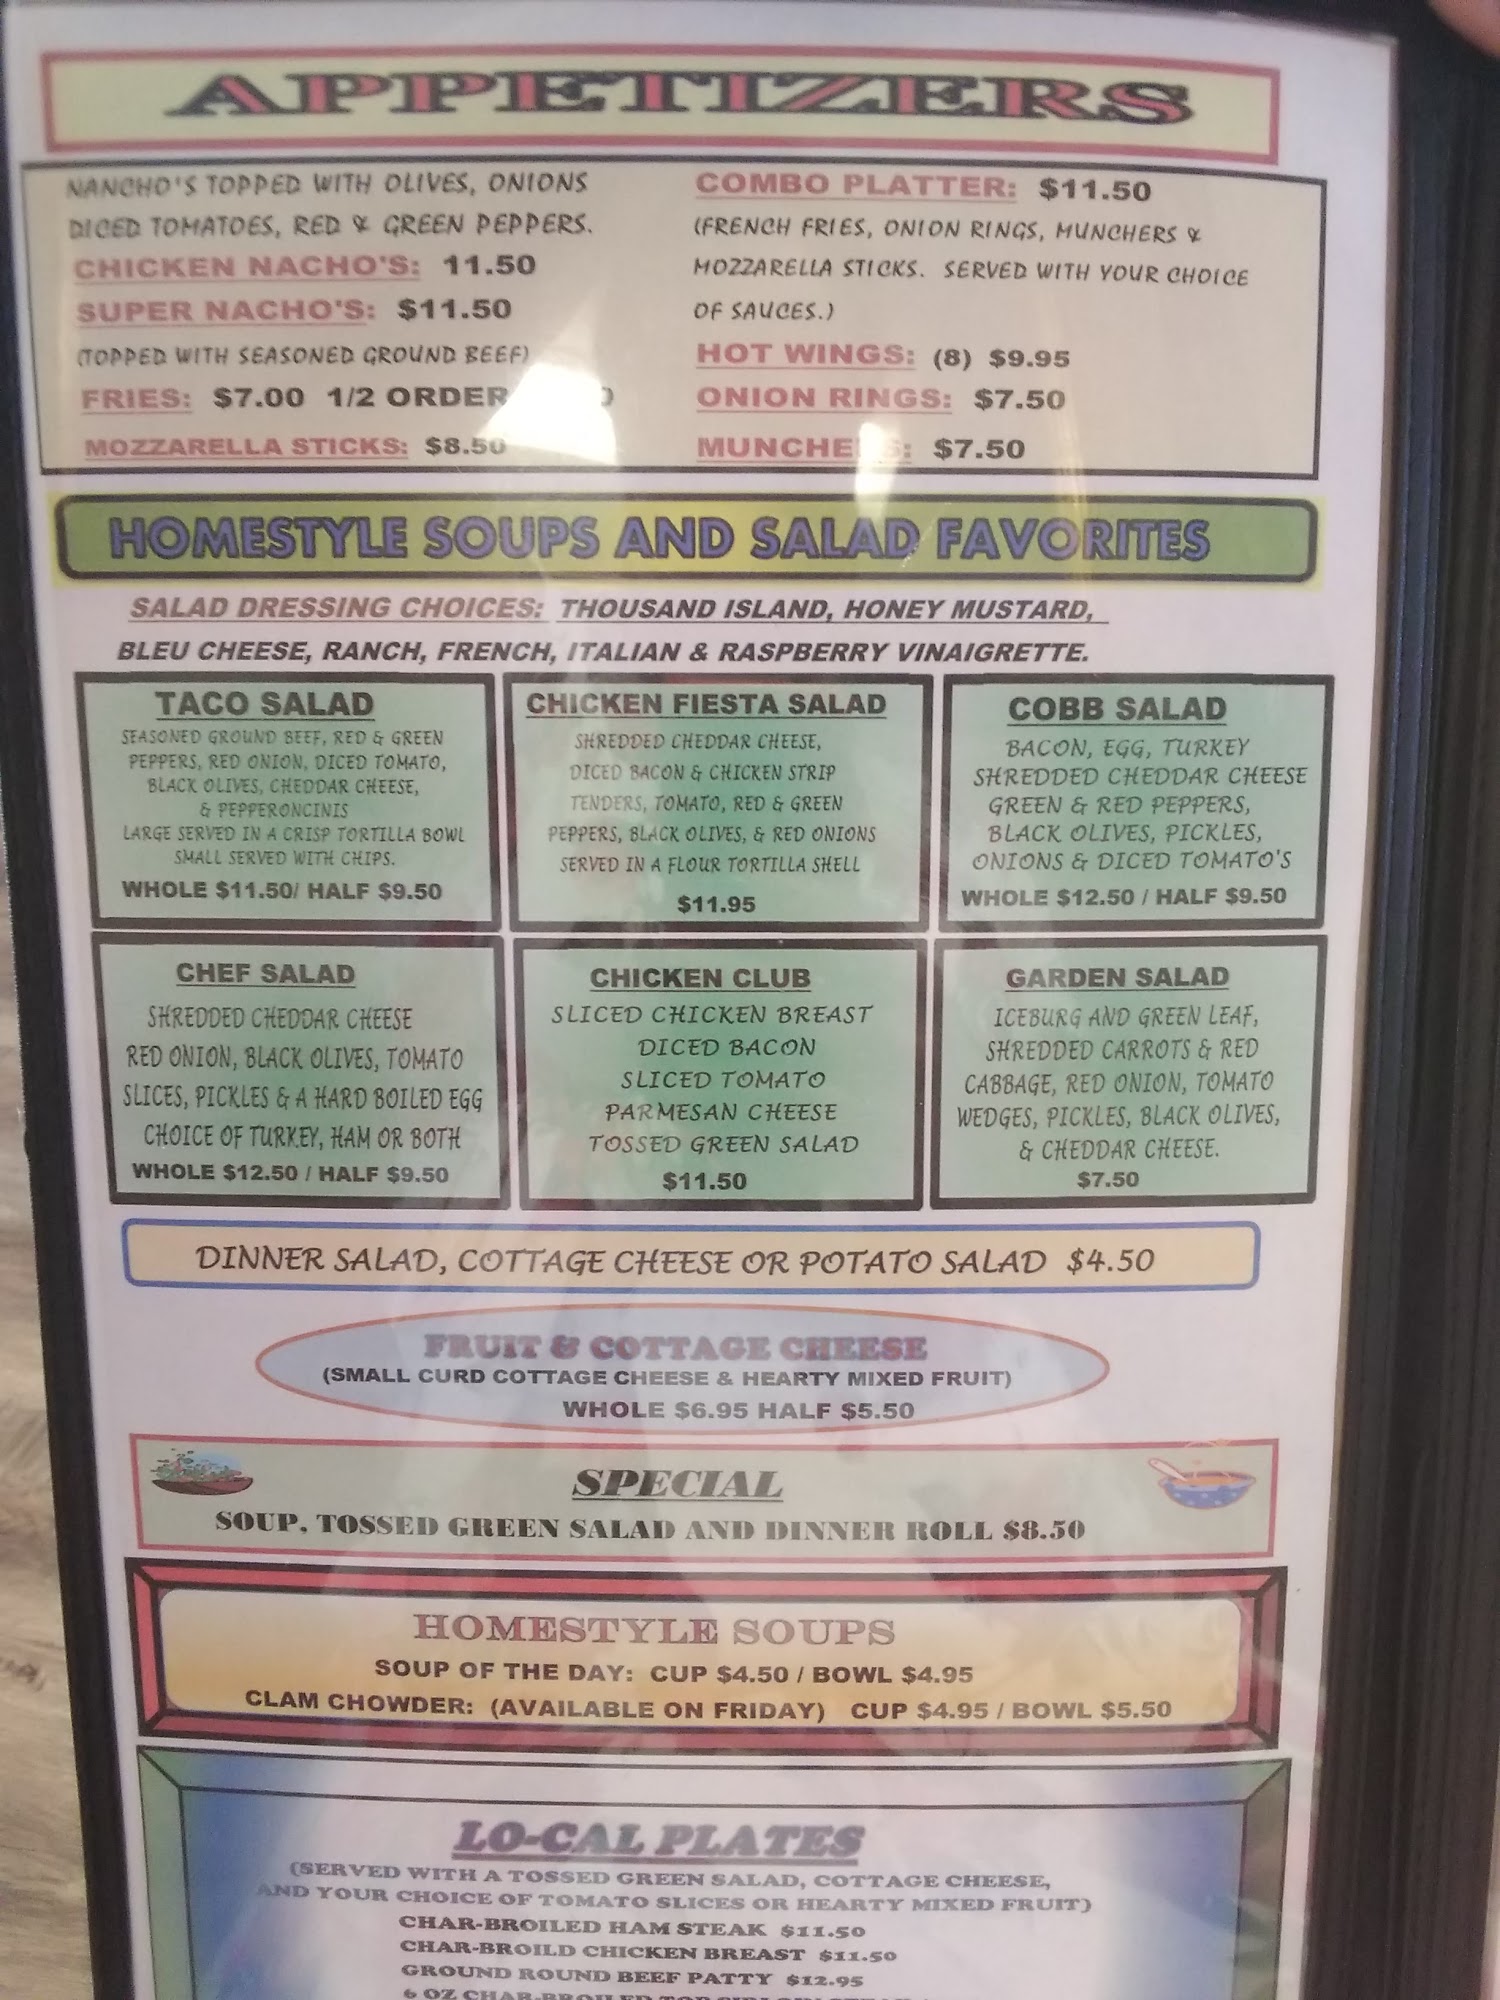 APPETIZERS
NANCHO'S TOPPED WITH OLIVES, ONIONS
DICED TOMATOES, RED & GREEN PEPPERS.
CHICKEN NACHO'S: 11.50
SUPER NACHO'S: $11.50
(TOPPED WITH SEASONED GROUND BEEF)
FRIES: $7.00 1/2 ORDER
MOZZARELLA STICKS: $8.50
COMBO PLATTER: $11.50
(FRENCH FRIES, ONION RINGS, MUNCHERS &
MOZZARELLA STICKS. SERVED WITH YOUR CHOICE
OF SAUCES.)
HOT WINGS: (8) $9.95
ONION RINGS: $7.50
MUNCHERS: $7.50
HOMESTYLE SOUPS AND SALAD FAVORITES
SALAD DRESSING CHOICES: THOUSAND ISLAND, HONEY MUSTARD,
BLEU CHEESE, RANCH, FRENCH, ITALIAN & RASPBERRY VINAIGRETTE.
TACO SALAD
SEASONED GROUND BEEF, RED & GREEN
PEPPERS, RED ONION, DICED TOMATO,
BLACK OLIVES, CHEDDAR CHEESE,
& PEPPERONCINIS
LARGE SERVED IN A CRISP TORTILLA BOWL
SMALL SERVED WITH CHIPS.
WHOLE $11.50/ HALF $9.50
CHICKEN FIESTA SALAD
SHREDDED CHEDDAR CHEESE,
DICED BACON & CHICKEN STRIP
TENDERS, TOMATO, RED & GREEN
PEPPERS, BLACK OLIVES, & RED ONIONS
SERVED IN A FLOUR TORTILLA SHELL
$11.95
COBB SALAD
BACON, EGG, TURKEY
SHREDDED CHEDDAR CHEESE
GREEN & RED PEPPERS,
BLACK OLIVES, PICKLES,
ONIONS & DICED TOMATO'S
WHOLE $12.50 / HALF $9.50
CHEF SALAD
SHREDDED CHEDDAR CHEESE
RED ONION, BLACK OLIVES, TOMATO
SLICES, PICKLES & A HARD BOILED EGG
CHOICE OF TURKEY, HAM OR BOTH
WHOLE $12.50 / HALF $9.50
CHICKEN CLUB
SLICED CHICKEN BREAST
DICED BACON
SLICED TOMATO
PARMESAN CHEESE
TOSSED GREEN SALAD
$11.50
GARDEN SALAD
ICEBURG AND GREEN LEAF,
SHREDDED CARROTS & RED
CABBAGE, RED ONION, TOMATO
WEDGES, PICKLES, BLACK OLIVES,
& CHEDDAR CHEESE.
$7.50
DINNER SALAD, COTTAGE CHEESE OR POTATO SALAD $4.50
FRUIT & COTTAGE CHEESE
(SMALL CURD COTTAGE CHEESE & HEARTY MIXED FRUIT)
WHOLE $6.95 HALF $5.50
SPECIAL
SOUP, TOSSED GREEN SALAD AND DINNER ROLL $8.50
HOMESTYLE SOUPS
SOUP OF THE DAY: CUP $4.50 / BOWL $4.95
CLAM CHOWDER: (AVAILABLE ON FRIDAY) CUP $4.95 / BOWL $5.50
LO-CAL PLATES
(SERVED WITH A TOSSED GREEN SALAD, COTTAGE CHEESE,
AND YOUR CHOICE OF TOMATO SLICES OR HEARTY MIXED FRUIT)
CHAR-BROILED HAM STEAK $11.50
CHAR-BROILD CHICKEN BREAST $11.50
GROUND ROUND BEEF PATTY $12.95
6 OZ CHAR-BROILED TOP